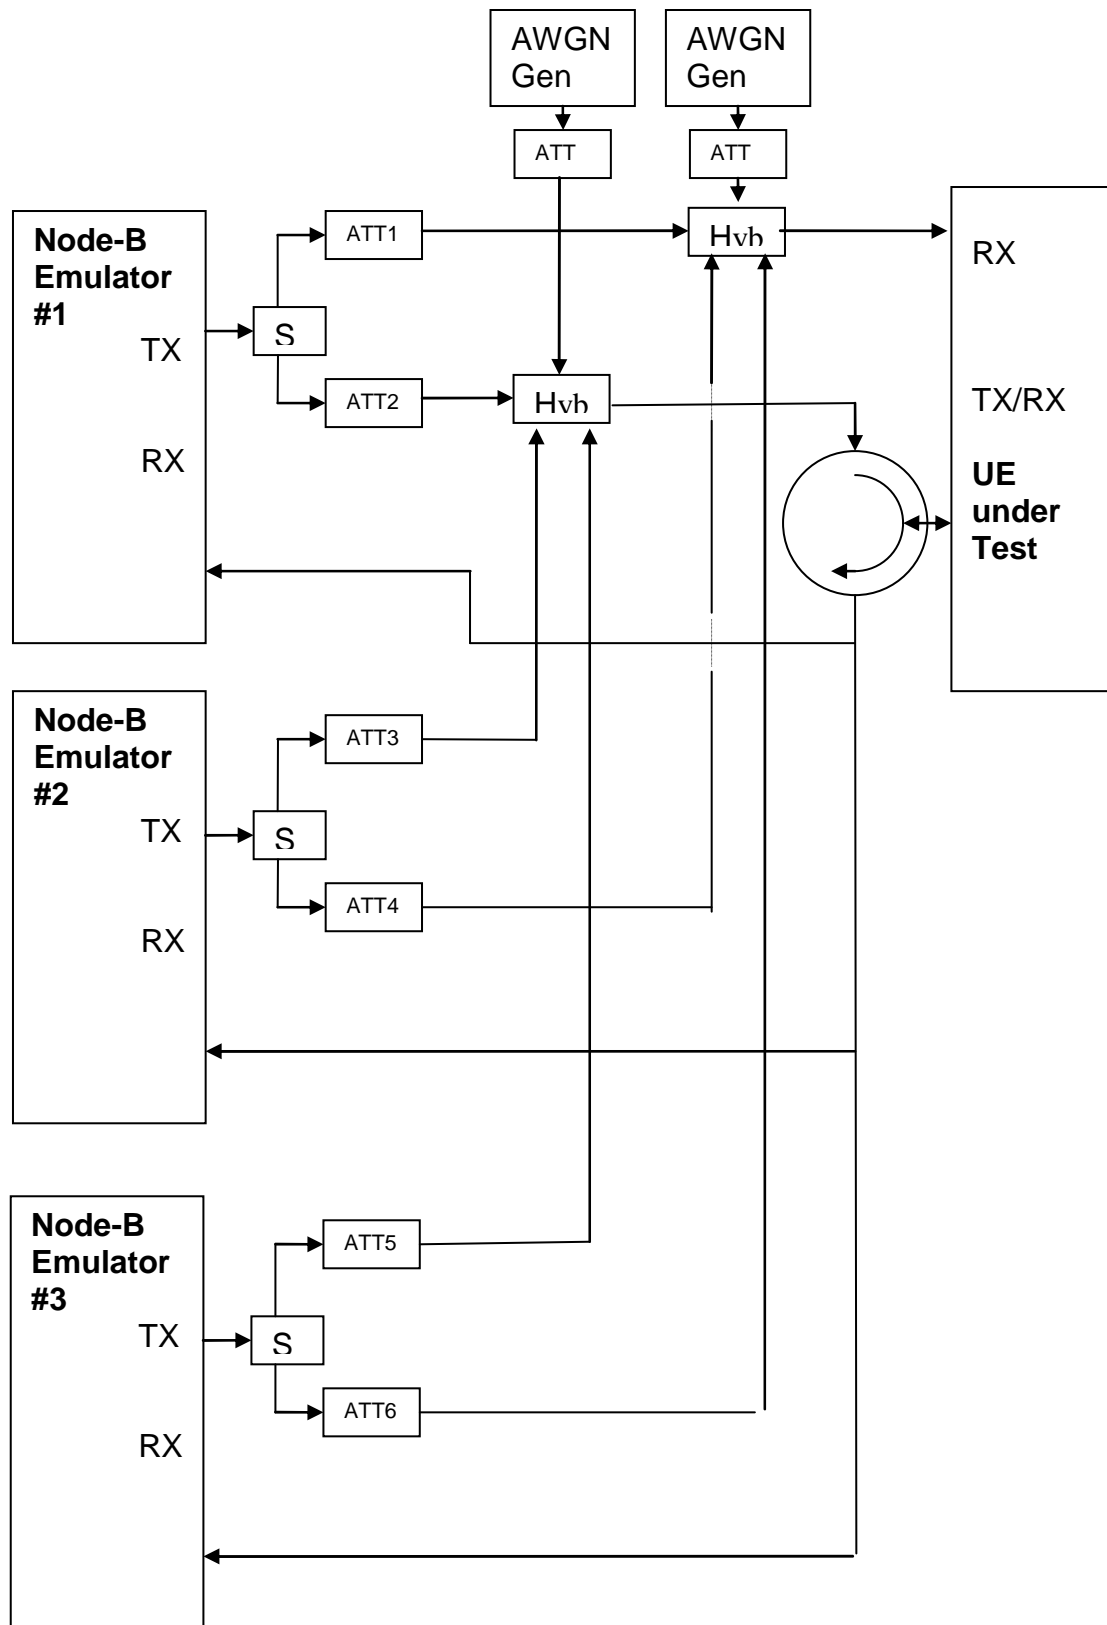 AWGN
Gen
AWGN
Gen
ATT
ATT
Node-B
Emulator
#1
TX
RX
S
ATT1
ATT2
Hyb
Hyb
RX
TX/RX
UE
under
Test
Node-B
Emulator
#2
TX
RX
S
ATT3
ATT4
Node-B
Emulator
#3
TX
RX
S
ATT5
ATT6